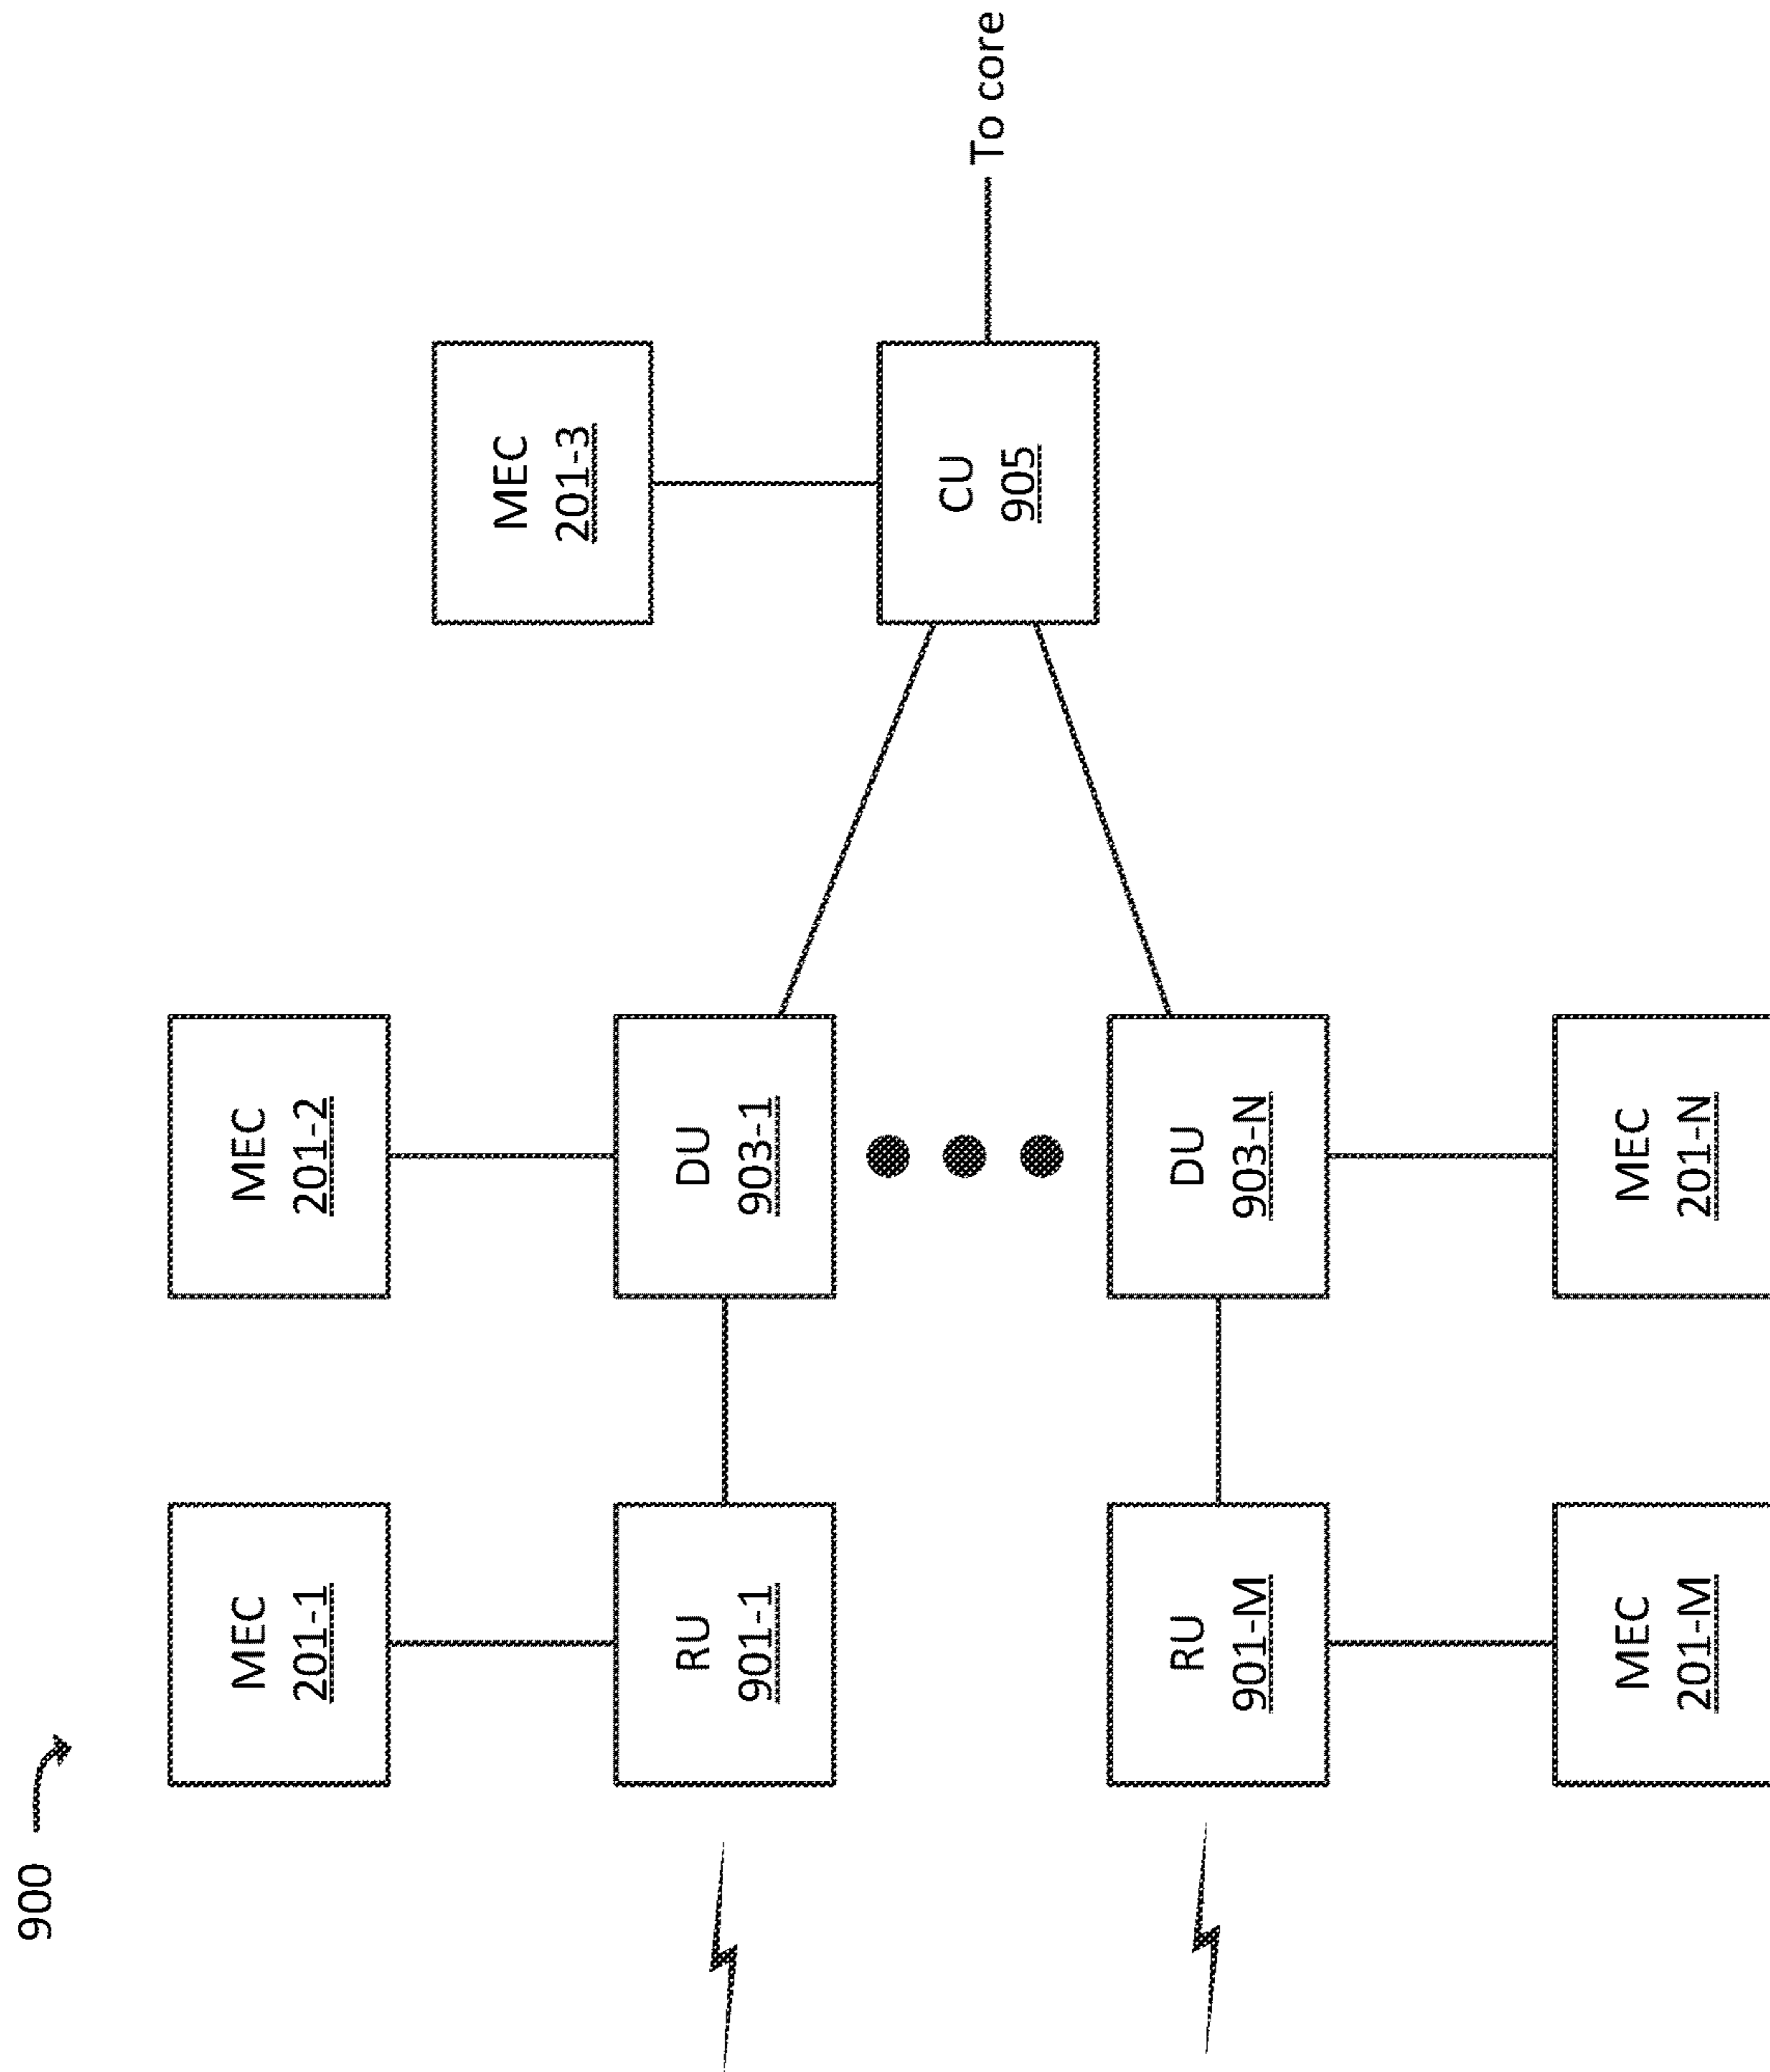 900
MEC
201-1
MEC
201-2
MEC
201-3
RU
901-1
DU
903-1
CU
905
To core
RU
901-M
DU
903-N
MEC
201-M
MEC
201-N